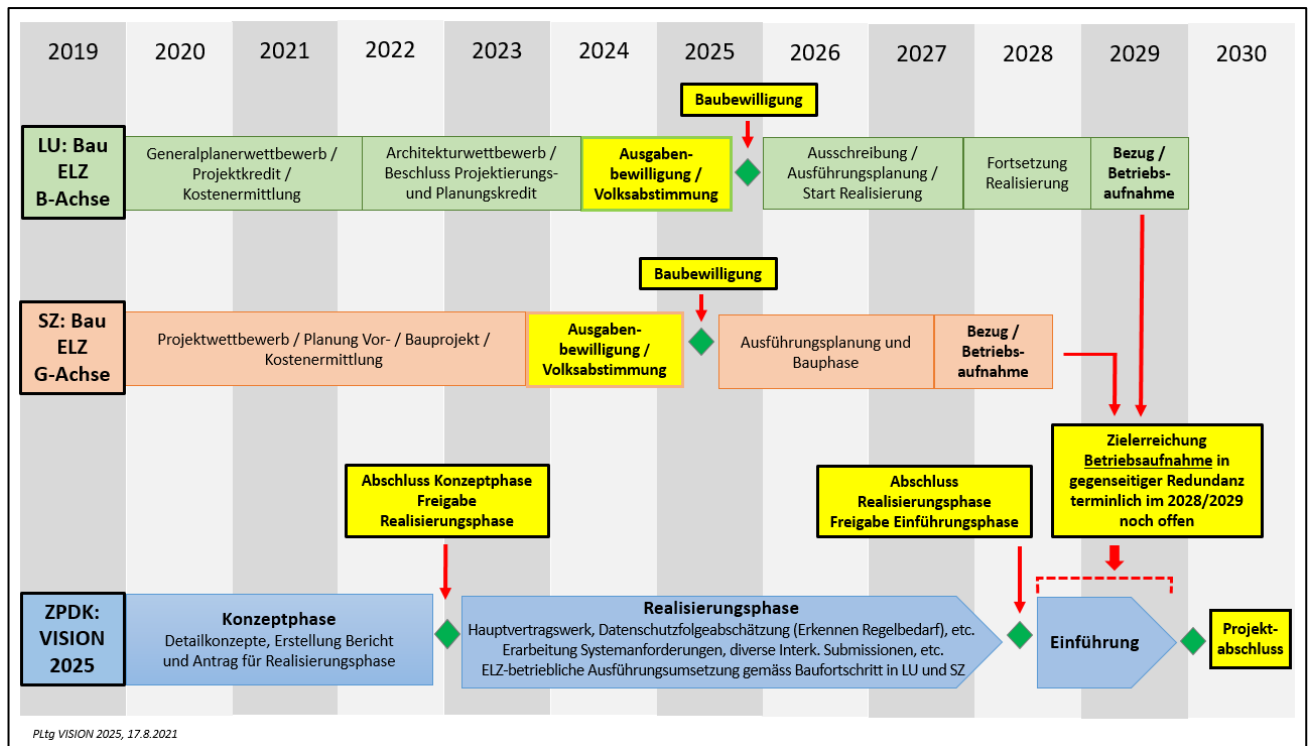 2019 2020 2021 2022 2023 2024 2025 2026 2027 2028 2029 2030
Baubewilligung
LU: Bau
ELZ
B-Achse
Generalplanerwettbewerb /
Projektkredit /
Kostenermittlung
Architekturwettbewerb /
Beschluss Projektierungs-
und Planungskredit
Ausgaben-
bewilligung /
Volksabstimmung
Ausschreibung /
Ausführungsplanung /
Start Realisierung
Fortsetzung
Realisierung
Bezug /
Betriebs-
aufnahme
Baubewilligung
SZ: Bau
ELZ
G-Achse
Projektwettbewerb / Planung Vor- / Bauprojekt /
Kostenermittlung
Ausgaben-
bewilligung /
Volksabstimmung
Ausführungsplanung und
Bauphase
Bezug /
Betriebs-
aufnahme
Abschluss Konzeptphase
Freigabe
Realisierungsphase
Abschluss
Realisierungsphase
Freigabe Einführungsphase
Zielerreichung
Betriebsaufnahme in
gegenseitiger Redundanz
terminlich im 2028/2029
noch offen
ZPDK:
VISION
2025
Konzeptphase
Detailkonzepte, Erstellung Bericht
und Antrag für Realisierungsphase
Realisierungsphase
Hauptvertragswerk, Datenschutzfolgeabschätzung (Erkennen Regelbedarf), etc.
Erarbeitung Systemanforderungen, diverse Interk. Submissionen, etc.
ELZ-betriebliche Ausführungsumsetzung gemäss Baufortschritt in LU und SZ
Einführung
Projekt-
abschluss
PLtg VISION 2025, 17.8.2021